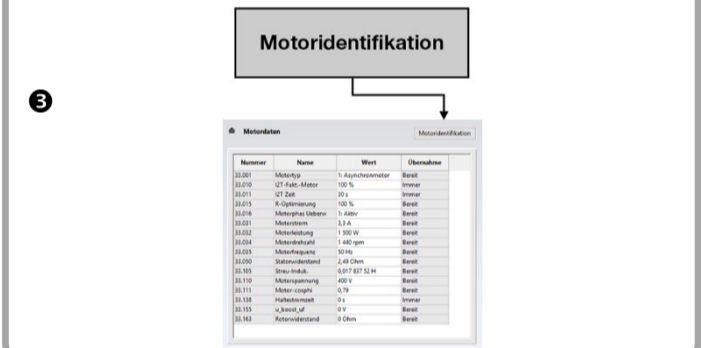 Motoridentifikation
❸
Motordaten Motoridentifikation
Nummer Name Wert Übernahme
33.001 Motortyp 1: Asynchronmotor Bereit
33.010 I2T-Fakt.-Motor 100 % Immer
33.011 I2T Zeit 30 s Immer
33.015 R-Optimierung 100 % Bereit
33.016 Motorphas Ueberw 1: Aktiv Bereit
33.031 Motorstrom 3,3 A Bereit
33.032 Motorleistung 1 500 W Bereit
33.034 Motordrehzahl 1 440 rpm Bereit
33.035 Motorfrequenz 50 Hz Bereit
33.050 Statorwiderstand 2,49 Ohm Bereit
33.105 Streu-Induk. 0,017 837 52 H Bereit
33.110 Motorspannung 400 V Bereit
33.111 Motor-cosphi 0,79 Bereit
33.138 Haltestromzeit 0 s Immer
33.155 u_boost_uf 0 V Bereit
33.163 Rotorwiderstand 0 Ohm Bereit